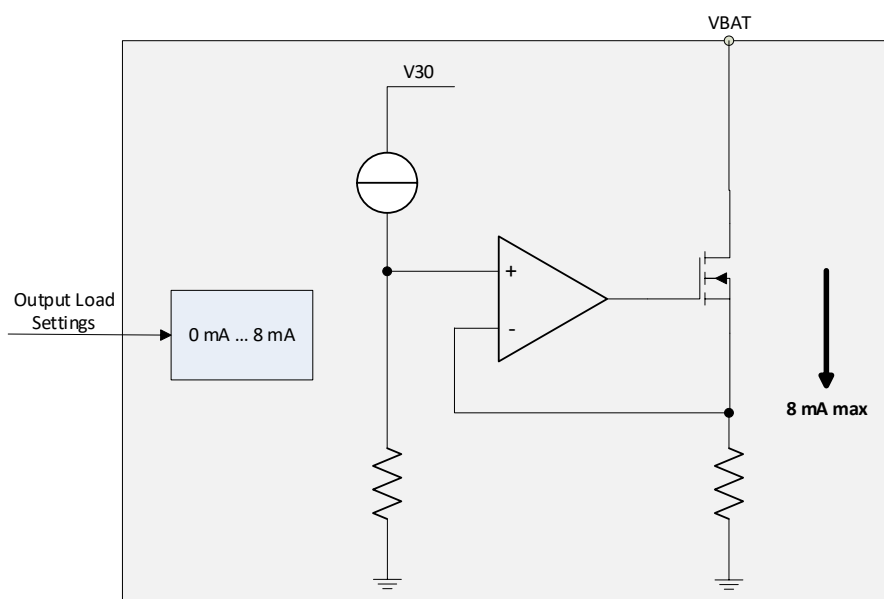 VBAT
V30
+
-
Output Load
Settings
0 mA ... 8 mA
8 mA max